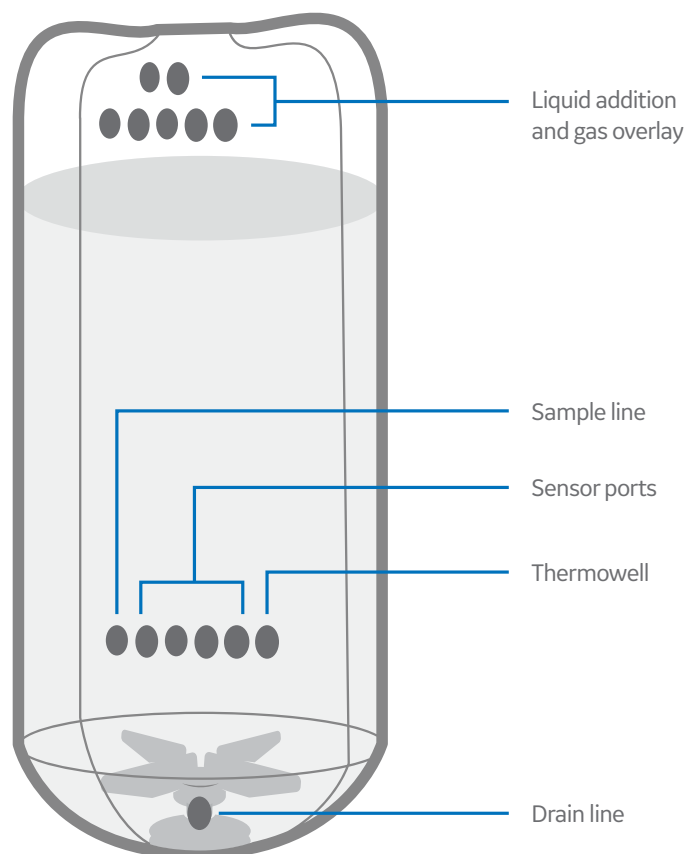 Liquid addition
and gas overlay
Sample line
Sensor ports
Thermowell
Drain line